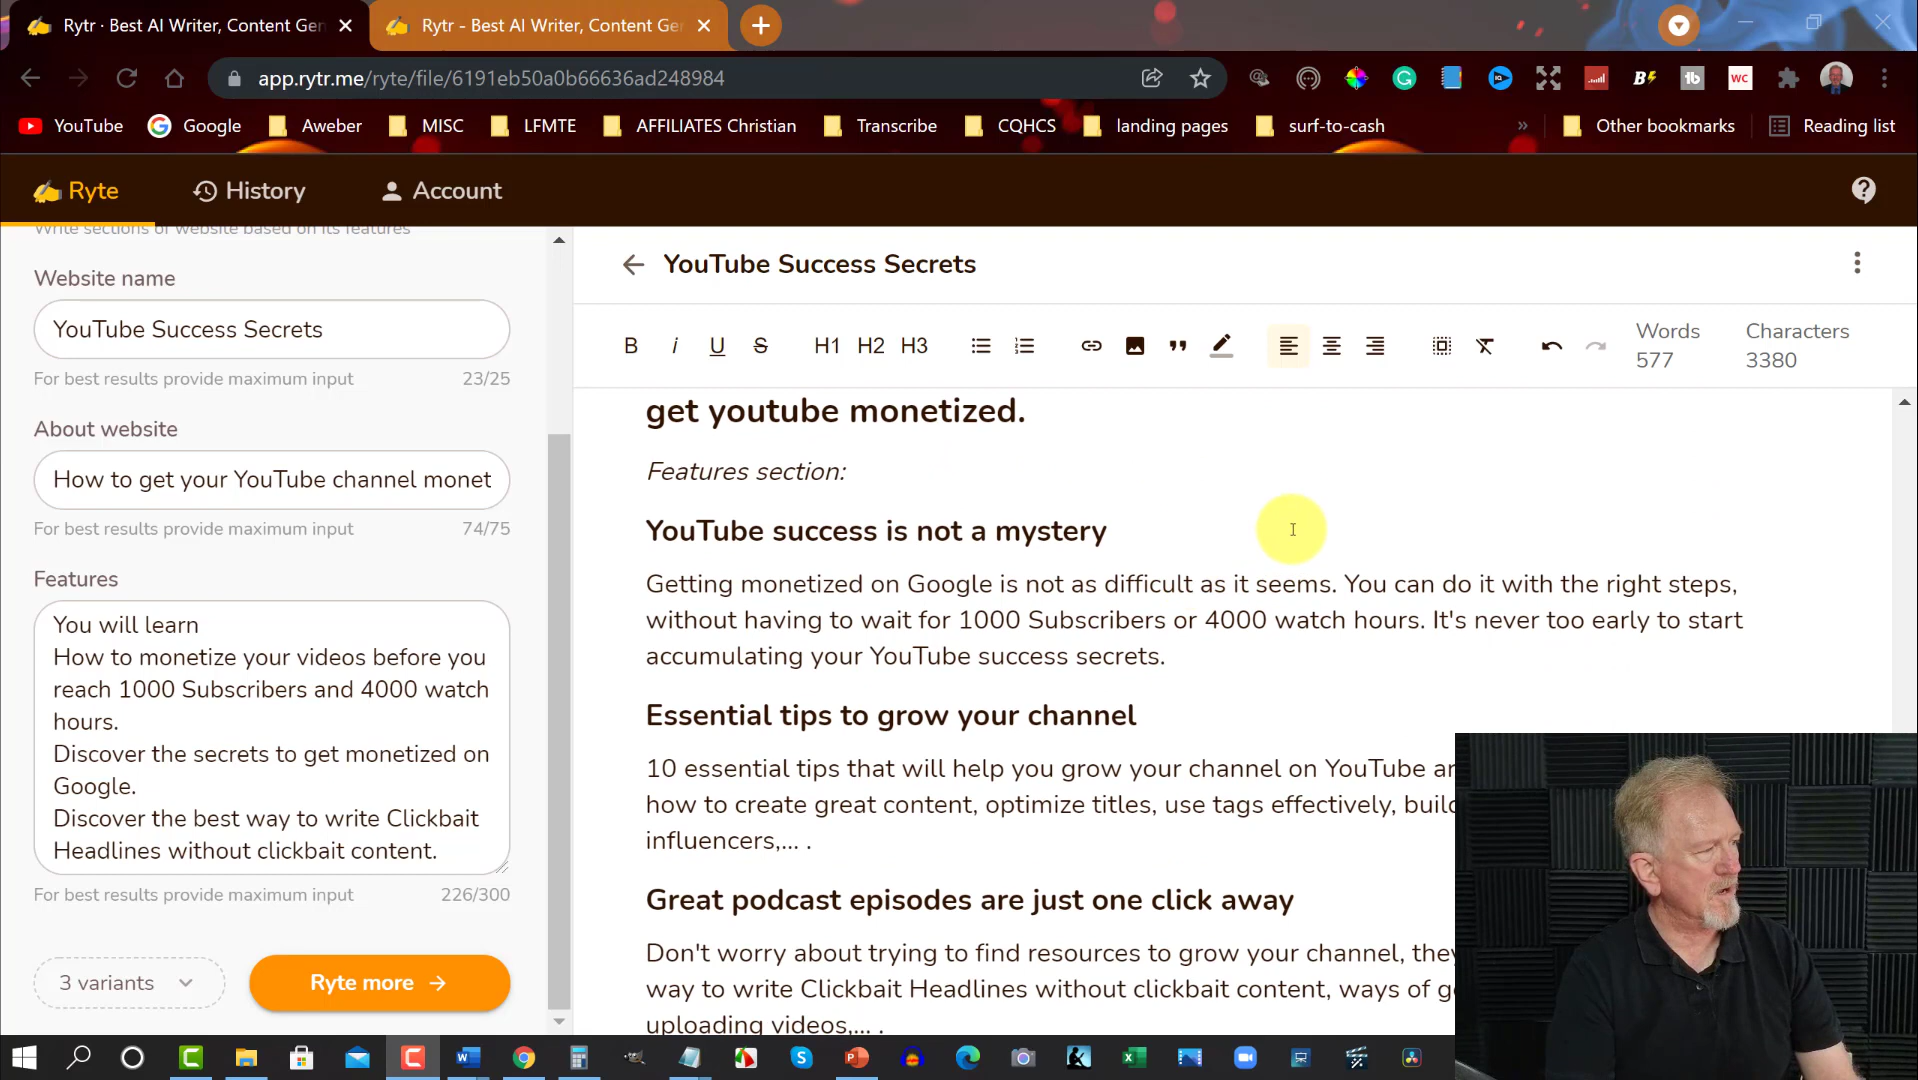 Rytr · Best AI Writer, Content Gen
Rytr - Best AI Writer, Content Ge
app.rytr.me/ryte/file/6191eb50a0b66636ad248984
YouTube
Google
Aweber
MISC
LFMTE
AFFILIATES Christian
Transcribe
CQHCS
landing pages
surf-to-cash
»
Other bookmarks
Reading list
Ryte
History
Account
Write sections of website based on its features
Website name
YouTube Success Secrets
For best results provide maximum input
23/25
About website
How to get your YouTube channel monet
For best results provide maximum input
74/75
Features
You will learn
How to monetize your videos before you
reach 1000 Subscribers and 4000 watch
hours.
Discover the secrets to get monetized on
Google.
Discover the best way to write Clickbait
Headlines without clickbait content.
For best results provide maximum input
226/300
3 variants
Ryte more
YouTube Success Secrets
B i U S H1 H2 H3
Words
577
Characters
3380
get youtube monetized.
Features section:
YouTube success is not a mystery
Getting monetized on Google is not as difficult as it seems. You can do it with the right steps,
without having to wait for 1000 Subscribers or 4000 watch hours. It's never too early to start
accumulating your YouTube success secrets.
Essential tips to grow your channel
10 essential tips that will help you grow your channel on YouTube
how to create great content, optimize titles, use tags effectively,
influencers,... .
Great podcast episodes are just one click away
Don't worry about trying to find resources to grow your channel,
way to write Clickbait Headlines without clickbait content, ways of
uploading videos,... .